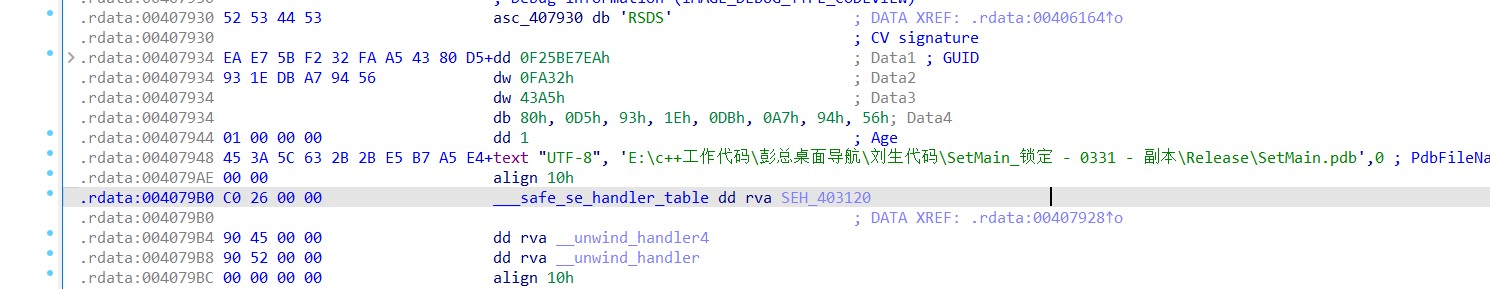 ; Debug information (IMAGE_DEBUG_TYPE_CODEVIEW)
.rdata:00407930 52 53 44 53 asc_407930 db 'RSDS' ; DATA XREF: .rdata:00406164↑o
.rdata:00407930 ; CV signature
.rdata:00407934 EA E7 5B F2 32 FA A5 43 80 D5+dd 0F25BE7EAh ; Data1 ; GUID
.rdata:00407934 93 1E DB A7 94 56 dw 0FA32h ; Data2
.rdata:00407934 dw 43A5h ; Data3
.rdata:00407934 db 80h, 0D5h, 93h, 1Eh, 0DBh, 0A7h, 94h, 56h; Data4
.rdata:00407944 01 00 00 00 dd 1 ; Age
.rdata:00407948 45 3A 5C 63 2B 2B E5 B7 A5 E4+text "UTF-8", 'E:\c++工作代码\彭总桌面导航\刘生代码\SetMain_锁定 - 0331 - 副本\Release\SetMain.pdb',0 ; PdbFileNa
.rdata:004079AE 00 00 align 10h
.rdata:004079B0 C0 26 00 00 ___safe_se_handler_table dd rva SEH_403120
.rdata:004079B0 ; DATA XREF: .rdata:00407928↑o
.rdata:004079B4 90 45 00 00 dd rva __unwind_handler4
.rdata:004079B8 90 52 00 00 dd rva __unwind_handler
.rdata:004079BC 00 00 00 00 align 10h